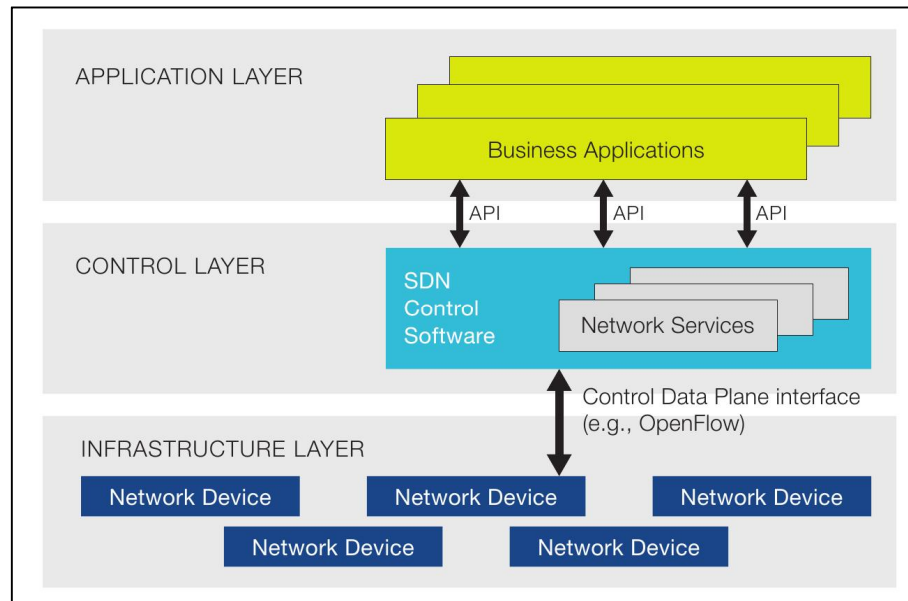 APPLICATION LAYER
Business Applications
API
API
API
CONTROL LAYER
SDN
Control
Software
Network Services
Control Data Plane interface
(e.g., OpenFlow)
INFRASTRUCTURE LAYER
Network Device
Network Device
Network Device
Network Device
Network Device